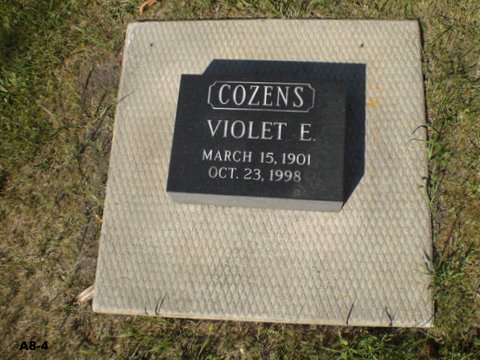 COZENS
VIOLET E.
MARCH 15, 1901
OCT. 23, 1998
A8-4